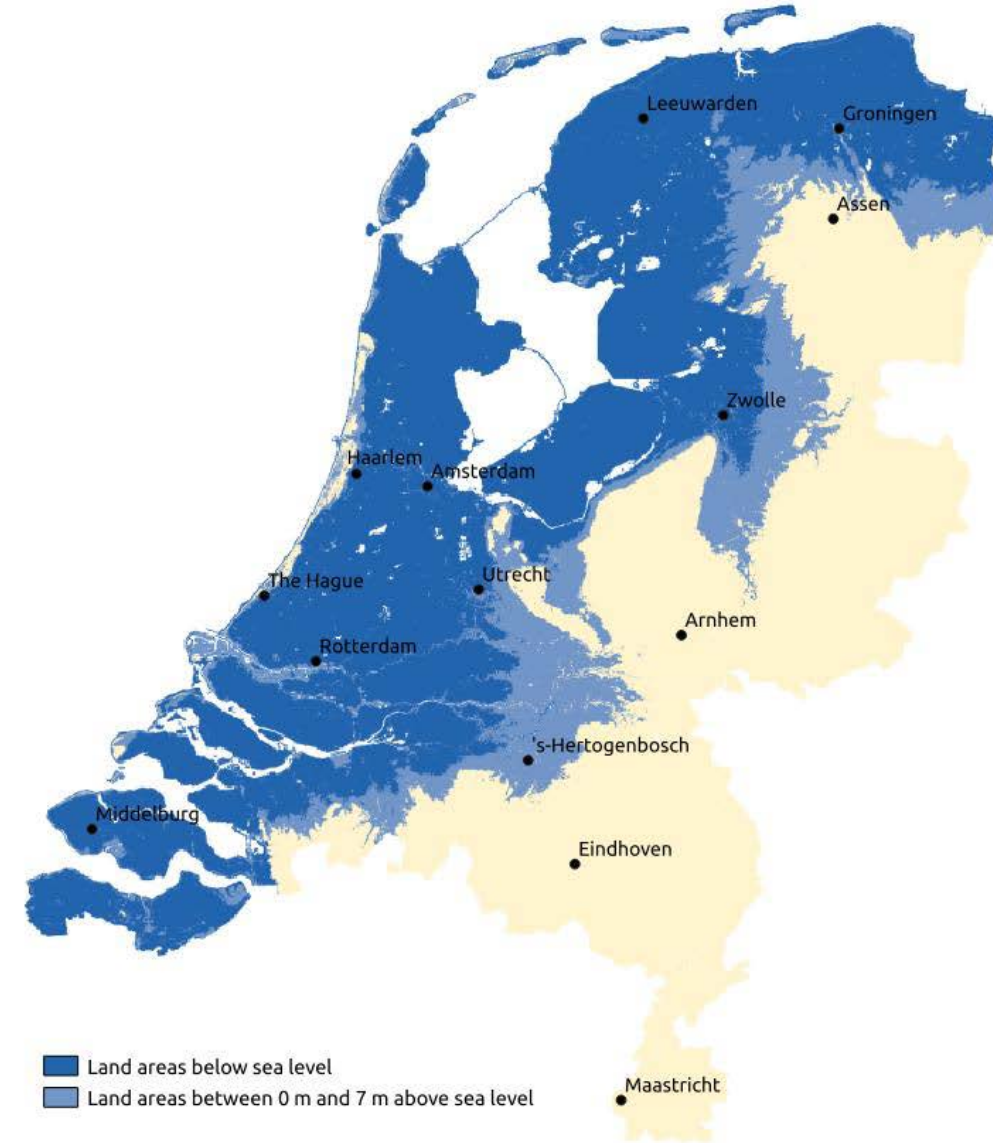 Leeuwarden
Groningen
Assen
Zwolle
Haarlem
Amsterdam
The Hague
Utrecht
Arnhem
Rotterdam
's-Hertogenbosch
Middelburg
Eindhoven
Land areas below sea level
Land areas between 0 m and 7 m above sea level
Maastricht